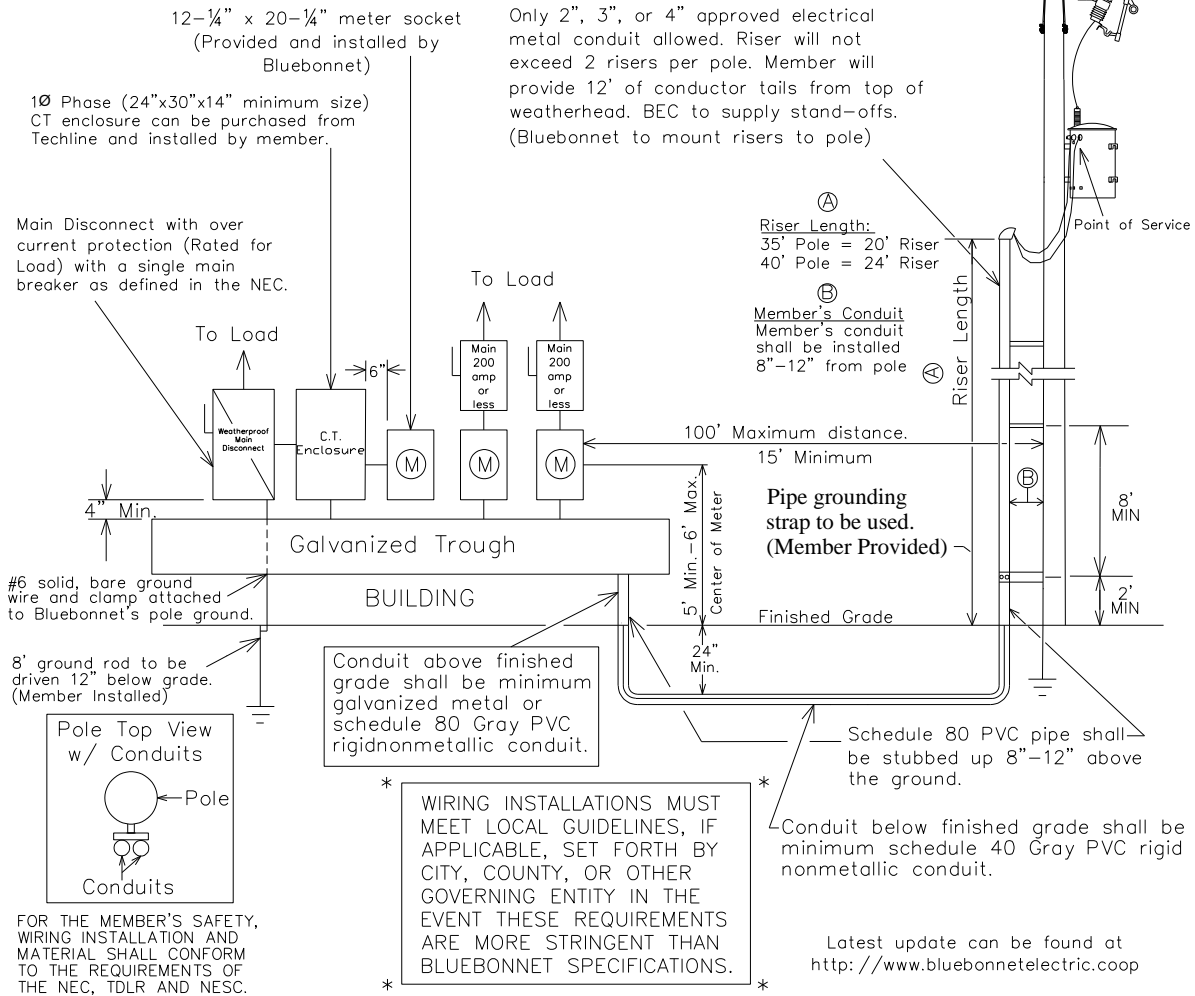 12-¼" x 20-¼" meter socket
(Provided and installed by
Bluebonnet)
Only 2", 3", or 4" approved electrical
metal conduit allowed. Riser will not
exceed 2 risers per pole. Member will
provide 12' of conductor tails from top of
weatherhead. BEC to supply stand-offs.
(Bluebonnet to mount risers to pole)
1Ø Phase (24"x30"x14" minimum size)
CT enclosure can be purchased from
Techline and installed by member.
Main Disconnect with over
current protection (Rated for
Load) with a single main
breaker as defined in the NEC.
A
Riser Length:
35' Pole = 20' Riser
40' Pole = 24' Riser
B
Member's Conduit
Member's conduit
shall be installed
8"-12" from pole
Point of Service
A Riser Length
To Load
To Load
6"
Main
200
amp
or
less
Main
200
amp
or
less
Weatherproof
Main
Disconnect
C.T.
Enclosure
M
M
M
100' Maximum distance.
15' Minimum
4" Min.
Galvanized Trough
5' Min.-6' Max.
Center of Meter
Pipe grounding
strap to be used.
(Member Provided)
B
8'
MIN
2'
MIN
#6 solid, bare ground
wire and clamp attached
to Bluebonnet's pole ground.
BUILDING
Finished Grade
24"
Min.
8' ground rod to be
driven 12" below grade.
(Member Installed)
Conduit above finished
grade shall be minimum
galvanized metal or
schedule 80 Gray PVC
rigidnonmetallic conduit.
Schedule 80 PVC pipe shall
be stubbed up 8"-12" above
the ground.
Pole Top View
w/ Conduits
Pole
Conduits
* *
WIRING INSTALLATIONS MUST
MEET LOCAL GUIDELINES, IF
APPLICABLE, SET FORTH BY
CITY, COUNTY, OR OTHER
GOVERNING ENTITY IN THE
EVENT THESE REQUIREMENTS
ARE MORE STRINGENT THAN
BLUEBONNET SPECIFICATIONS.
* *
Conduit below finished grade shall be
minimum schedule 40 Gray PVC rigid
nonmetallic conduit.
FOR THE MEMBER'S SAFETY,
WIRING INSTALLATION AND
MATERIAL SHALL CONFORM
TO THE REQUIREMENTS OF
THE NEC, TDLR AND NESC.
Latest update can be found at
http: //www.bluebonnetelectric.coop